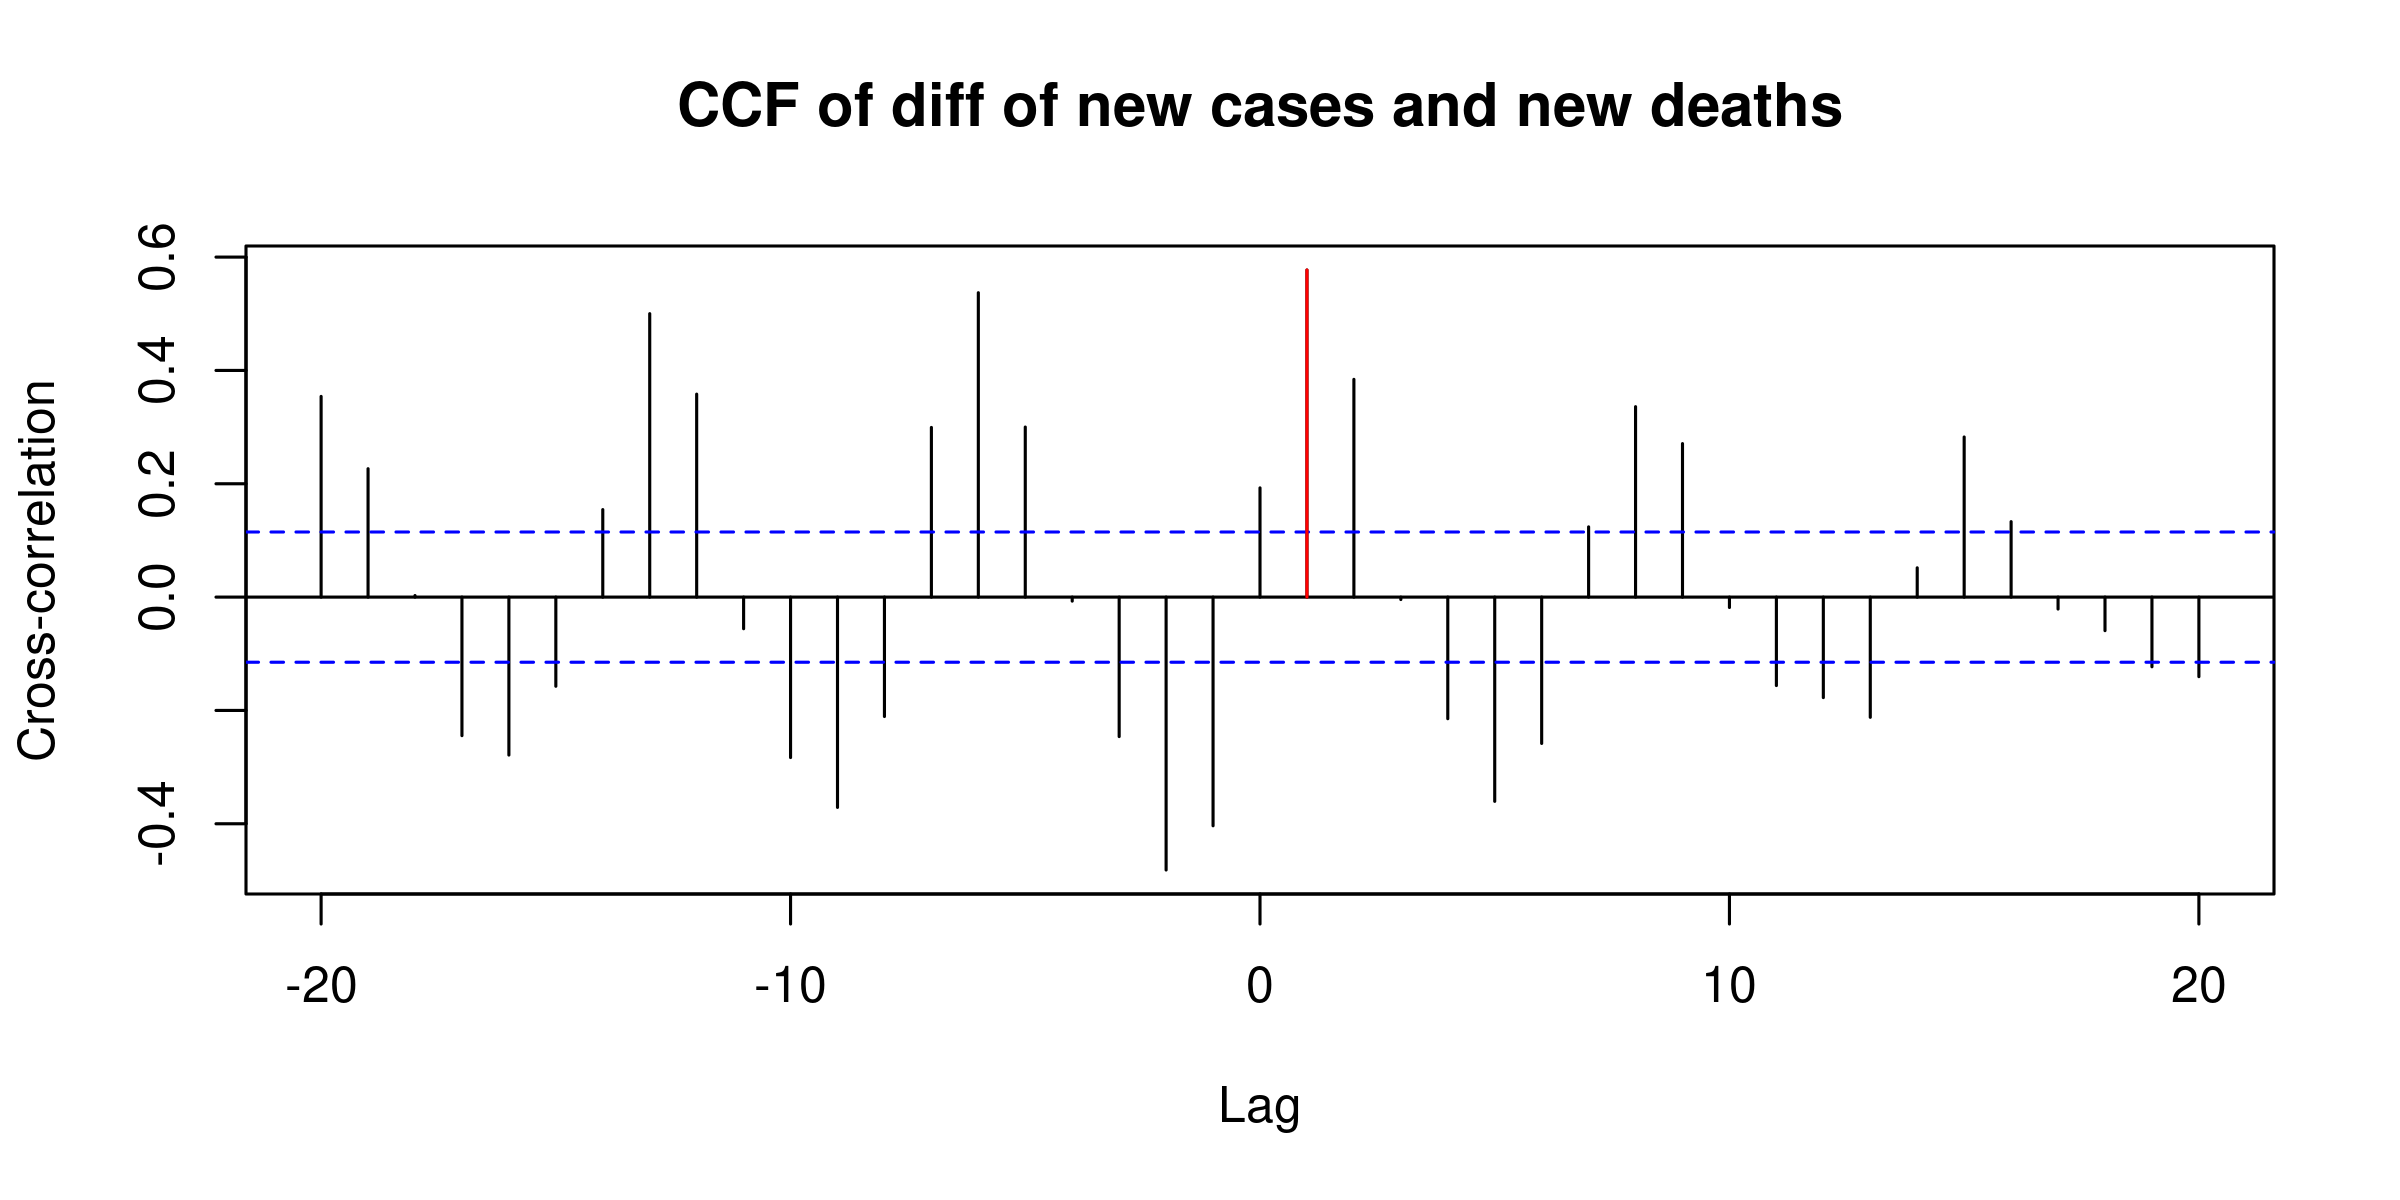 CCF of diff of new cases and new deaths
Cross-correlation
0.6
0.4
0.2
0.0
-0.4
-20 -10 0 10 20
Lag